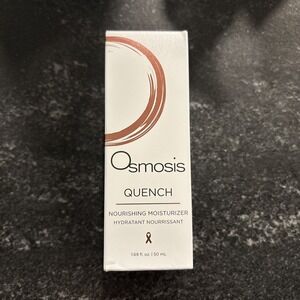 Osmosis
QUENCH
NOURISHING MOISTURIZER
HYDRATANT NOURRISSANT
1.69 fl. oz. | 50 mL